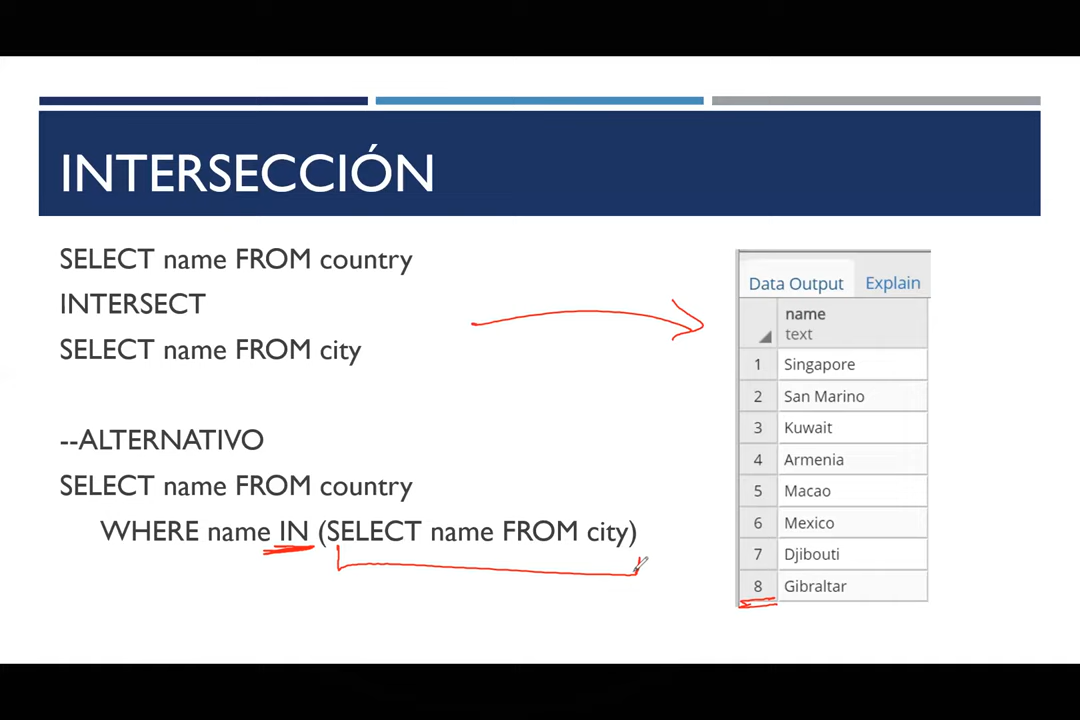 INTERSECCIÓN
SELECT name FROM country
INTERSECT
SELECT name FROM city
--ALTERNATIVO
SELECT name FROM country
WHERE name IN (SELECT name FROM city)
Data Output Explain
name
text
1 Singapore
2 San Marino
3 Kuwait
4 Armenia
5 Macao
6 Mexico
7 Djibouti
8 Gibraltar